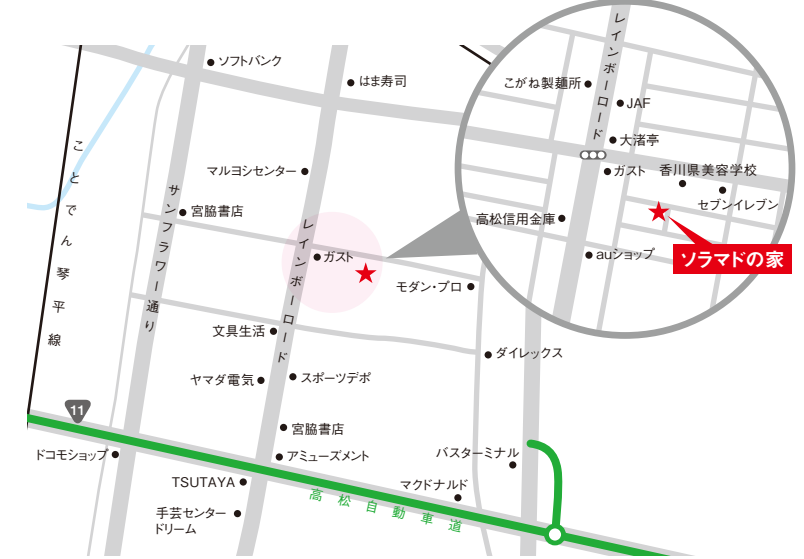 ソフトバンク
はま寿司
ことでん琴平線
サンフラワー通り
レインボーロード
マルヨシセンター
宮脇書店
ガスト
モダン・プロ
文具生活
ダイレックス
ヤマダ電気
スポーツデポ
11
宮脇書店
ドコモショップ
アミューズメント
バスターミナル
TSUTAYA
マクドナルド
高松自動車道
手芸センター
ドリーム
レインボーロード
こがね製麺所
JAF
大渚亭
ガスト
香川県美容学校
セブンイレブン
高松信用金庫
auショップ
ソラマドの家